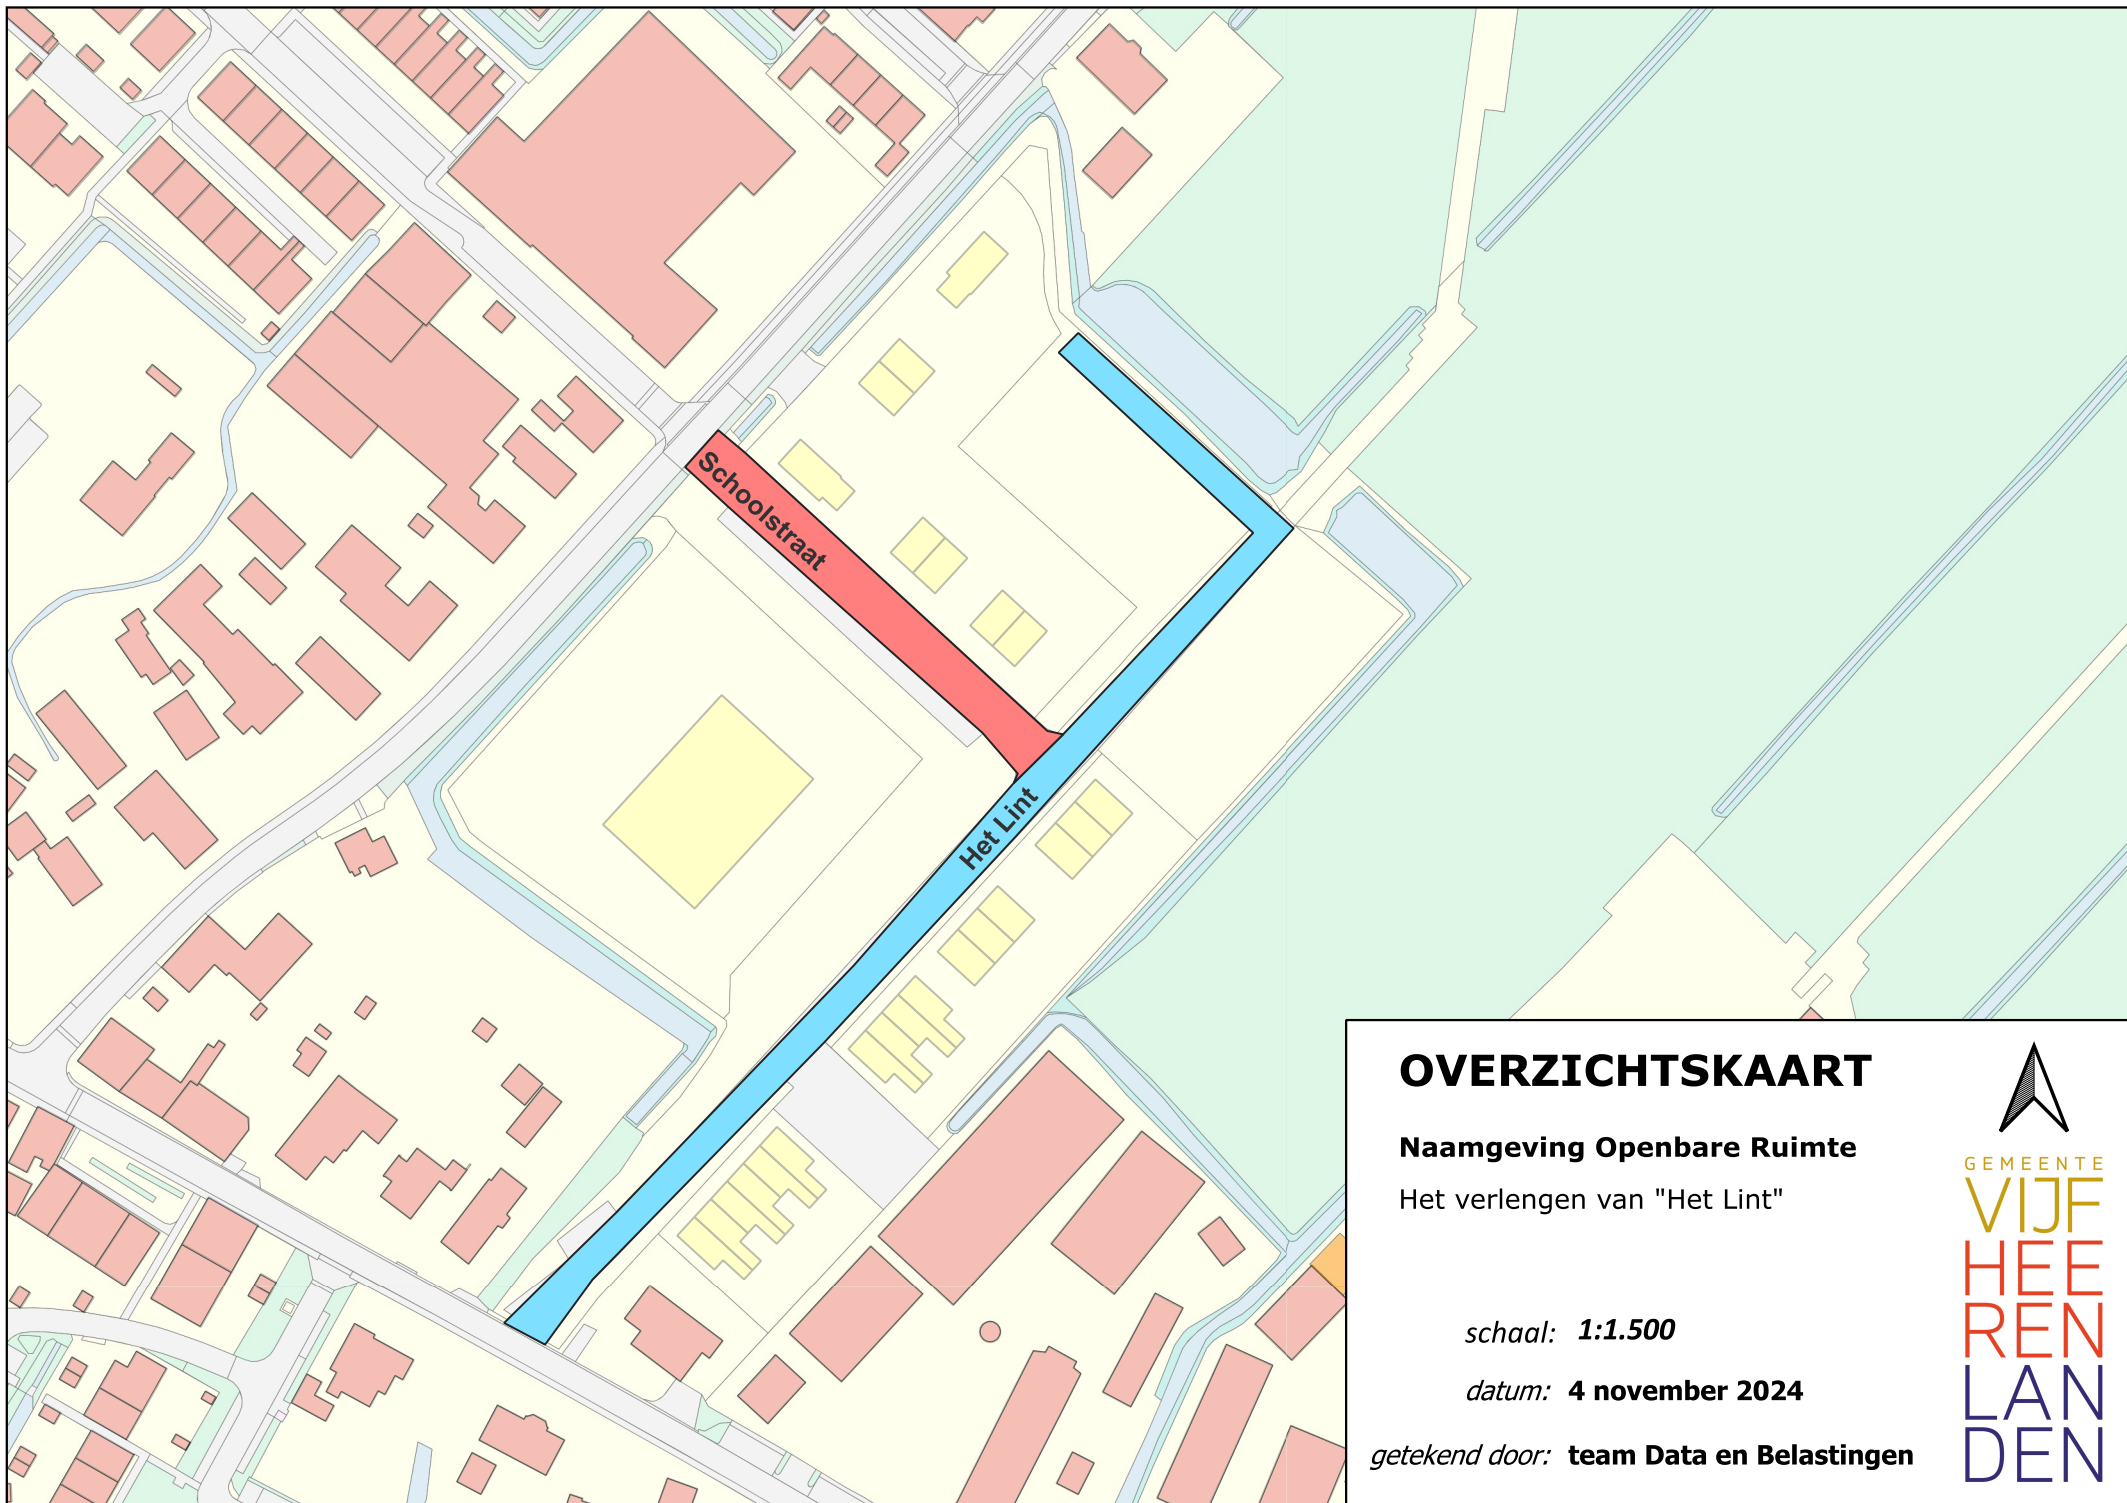 Schoolstraat
Het Lint
OVERZICHTSKAART
Naamgeving Openbare Ruimte
Het verlengen van "Het Lint"
schaal: 1:1.500
datum: 4 november 2024
getekend door: team Data en Belastingen
GEMEENTE
VIJF
HEE
REN
LAN
DEN